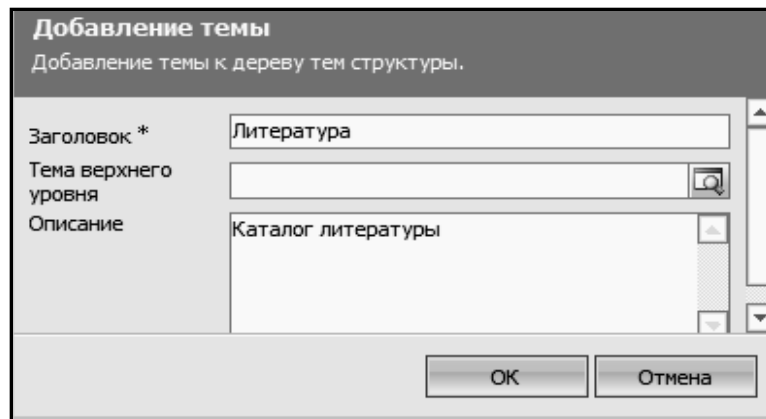 Добавление темы
Добавление темы к дереву тем структуры.
Заголовок *
Литература
Тема верхнего
уровня
Описание
Каталог литературы
ОК
Отмена